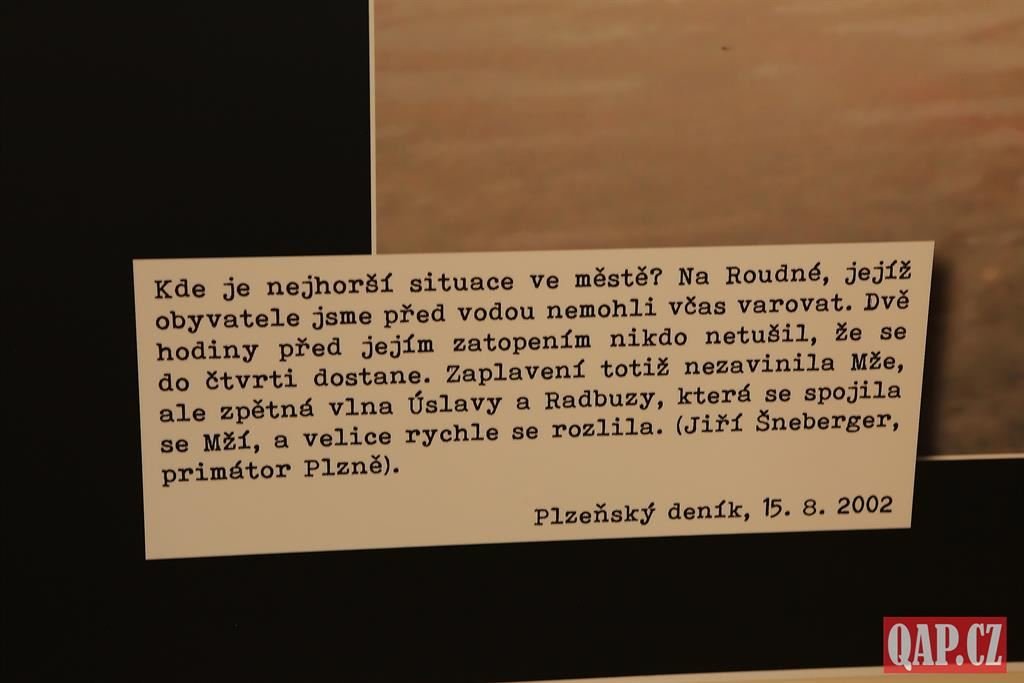 Kde je nejhorší situace ve městě? Na Roudné, jejíž
obyvatele jsme před vodou nemohli včas varovat. Dvě
hodiny před jejím zatopením nikdo netušil, že se
do čtvrti dostane. Zaplavení totiž nezavinila Mže,
ale zpětná vlna Úslavy a Radbuzy, která se spojila
se Mží, a velice rychle se rozlila. (Jiří Šneberger,
primátor Plzně).
Plzeňský deník, 15. 8. 2002
QAP.CZ